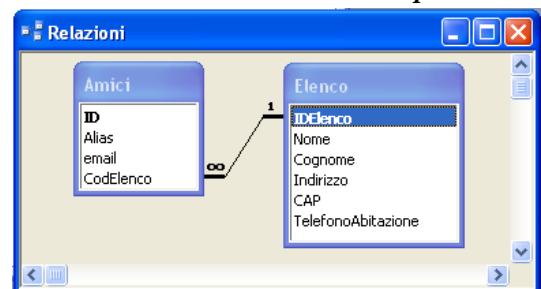 Relazioni
Amici
ID
Alias
email
CodElenco
∞
1
Elenco
IDElenco
Nome
Cognome
Indirizzo
CAP
TelefonoAbitazione